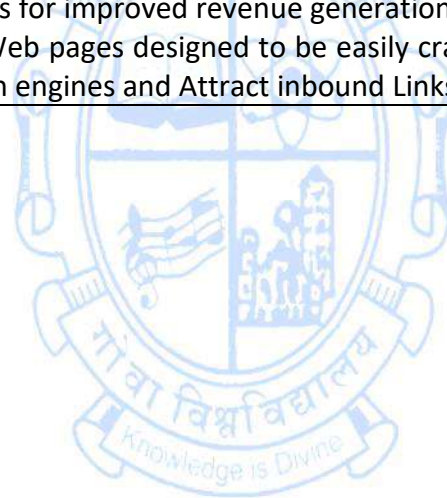 s for improved revenue generation
Web pages designed to be easily cra
n engines and Attract inbound Links
गोवा विश्वविद्यालय
Knowledge is Divine